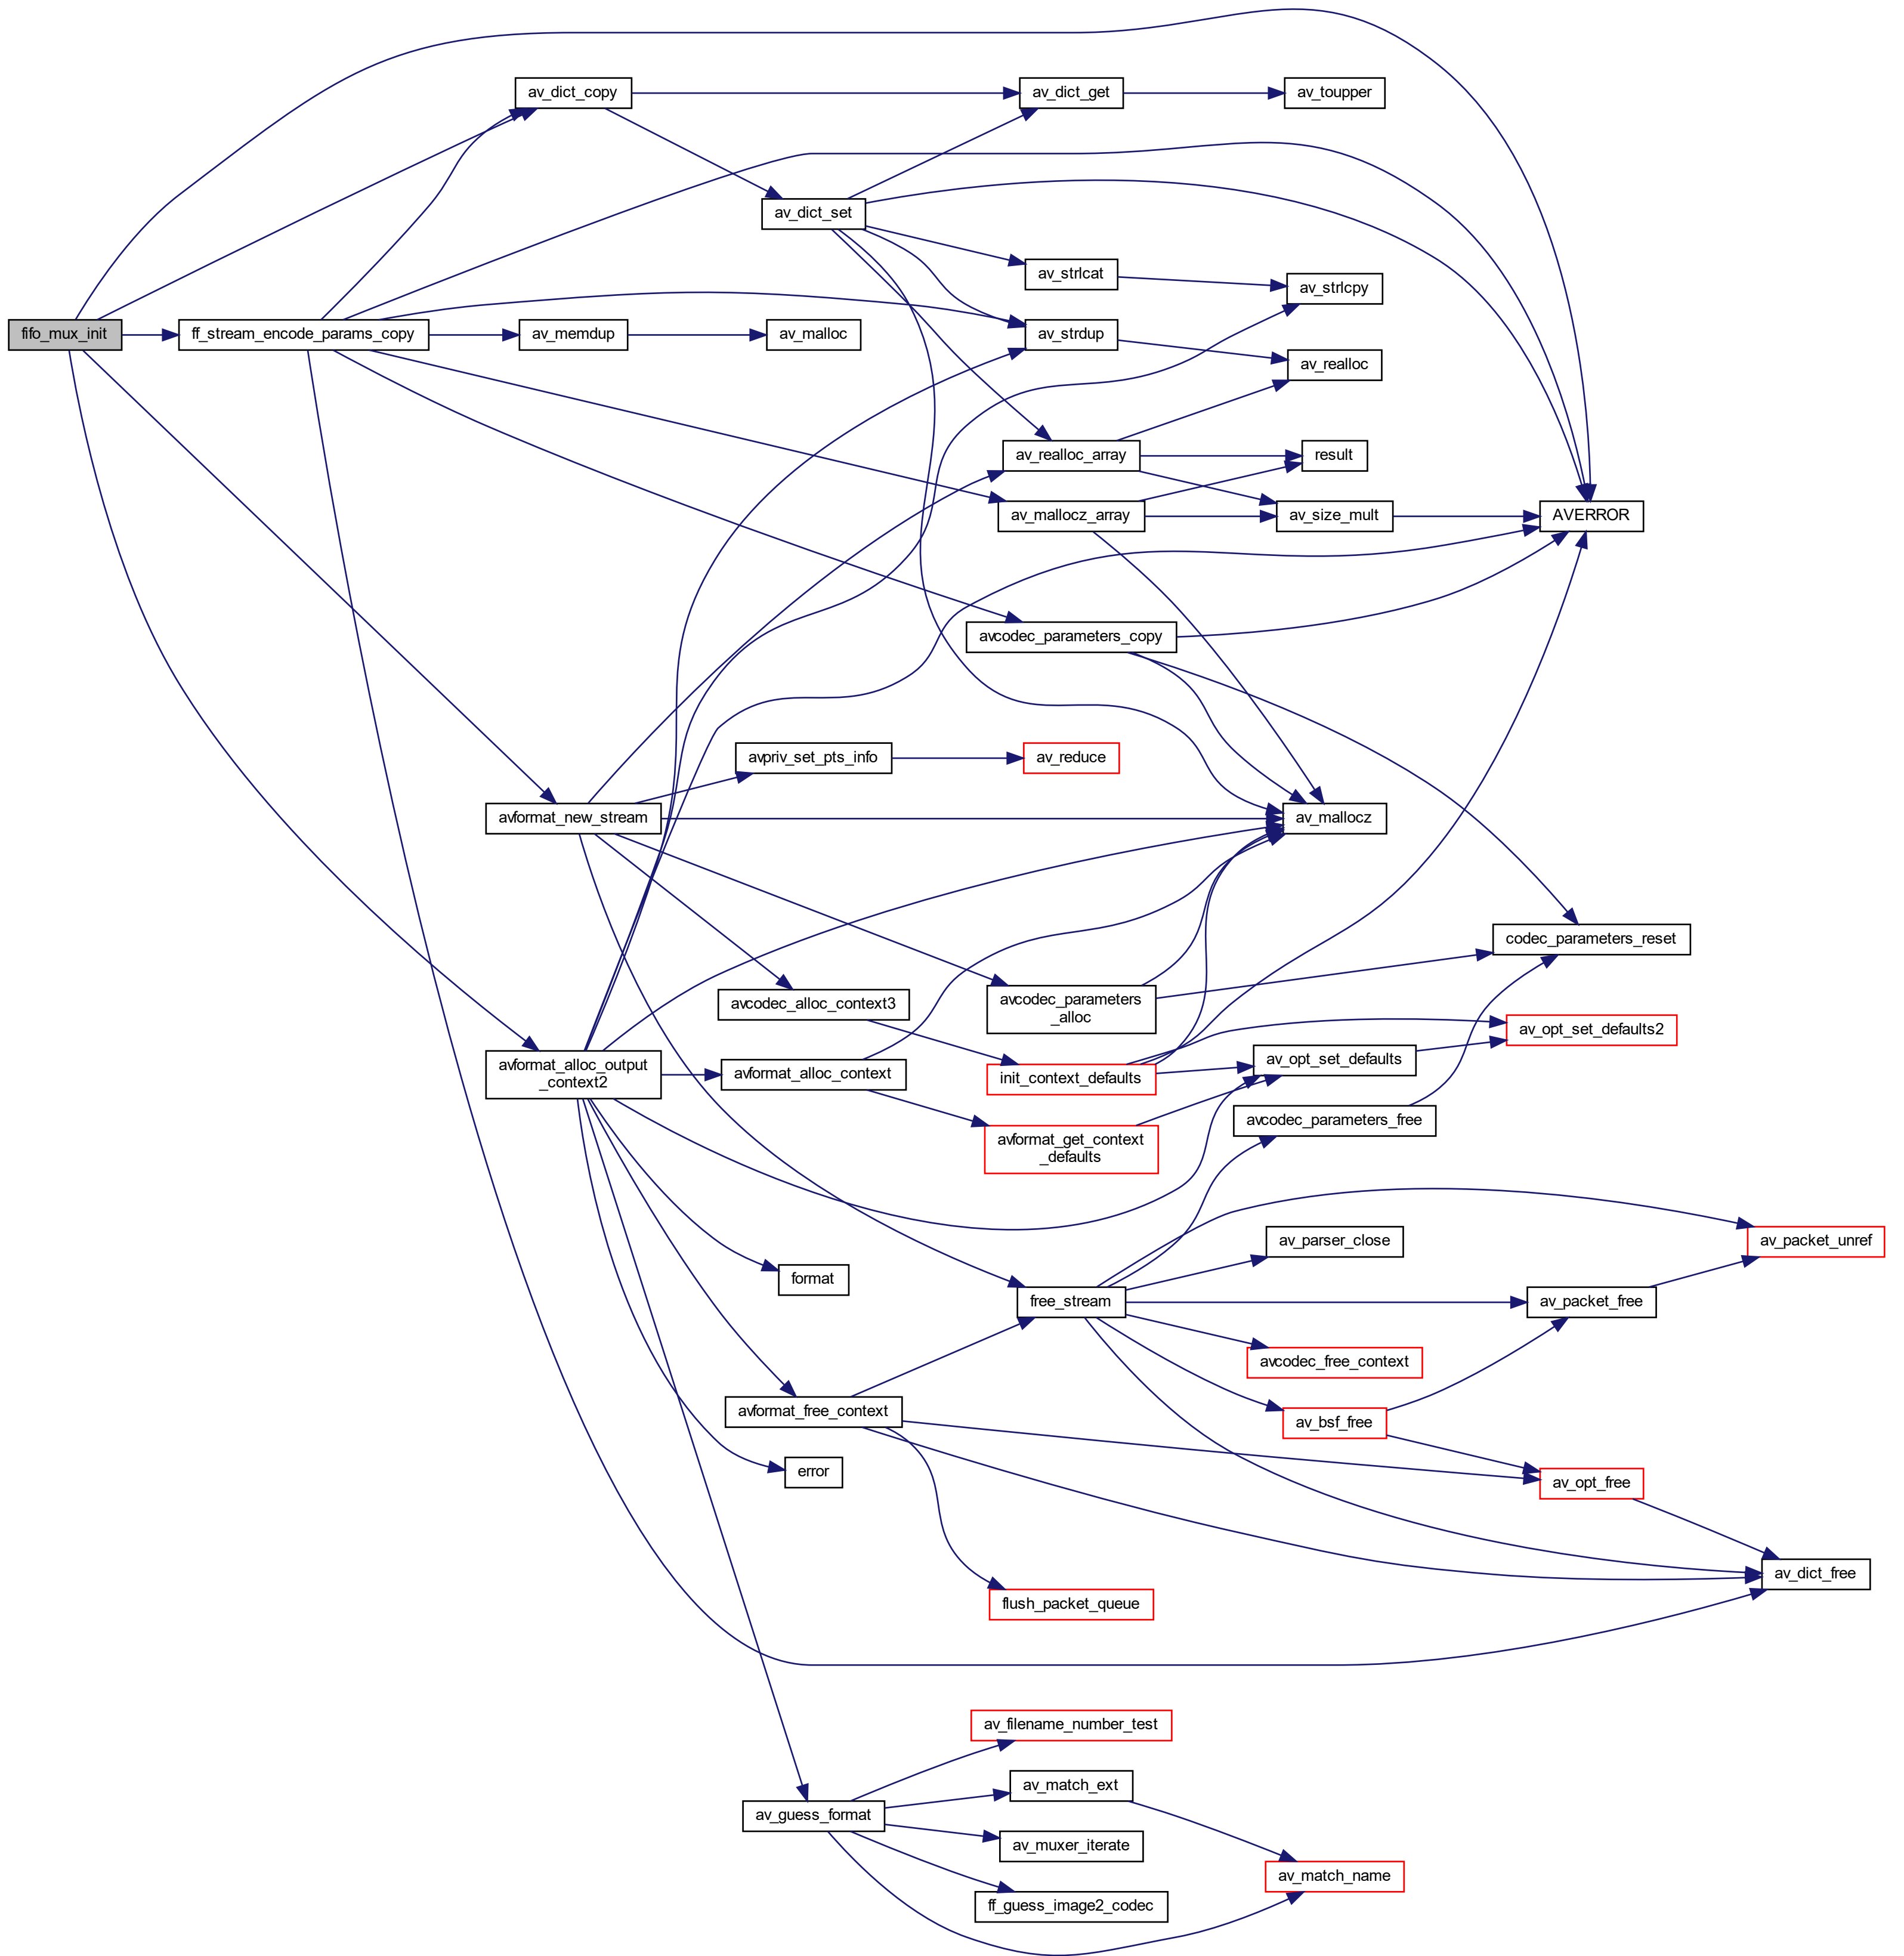 av_dict_copy
av_dict_get
av_toupper
av_dict_set
av_strlcat
av_strlcpy
fifo_mux_init
ff_stream_encode_params_copy
av_memdup
av_malloc
av_strdup
av_realloc
av_realloc_array
result
av_mallocz_array
av_size_mult
AVERROR
avcodec_parameters_copy
avpriv_set_pts_info
av_reduce
avformat_new_stream
av_mallocz
codec_parameters_reset
avcodec_alloc_context3
avcodec_parameters
_alloc
av_opt_set_defaults2
avformat_alloc_output
_context2
avformat_alloc_context
init_context_defaults
av_opt_set_defaults
avcodec_parameters_free
avformat_get_context
_defaults
av_parser_close
av_packet_unref
format
free_stream
av_packet_free
avcodec_free_context
avformat_free_context
av_bsf_free
error
av_opt_free
av_dict_free
flush_packet_queue
av_filename_number_test
av_match_ext
av_guess_format
av_muxer_iterate
av_match_name
ff_guess_image2_codec